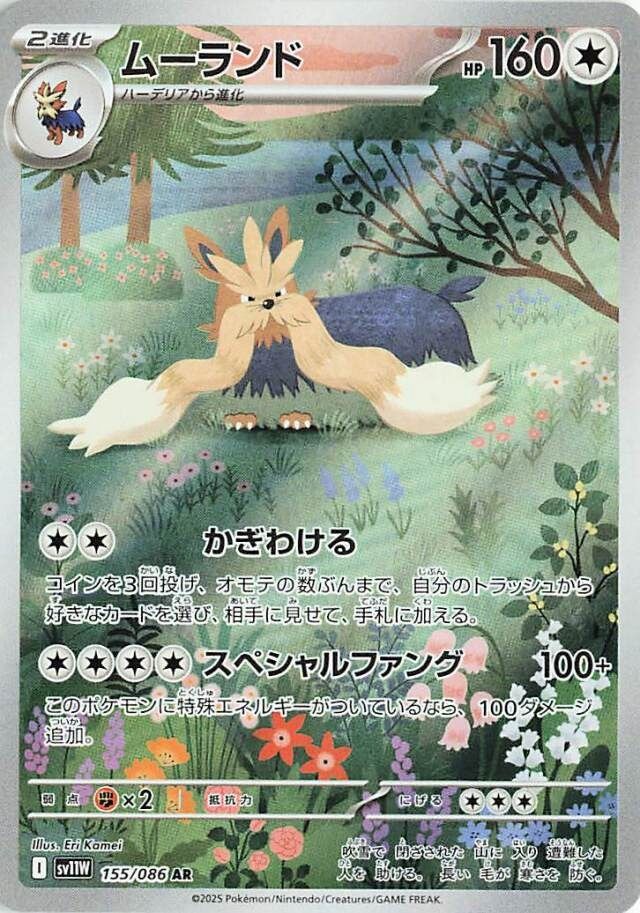 2進化
ムーランド
HP 160
ハーデリアから進化
かぎわける
コインを3回投げ、オモテの数ぶんまで、自分のトラッシュから
好きなカードを選び、相手に見せて、手札に加える。
スペシャルファング 100+
このポケモンに特殊エネルギーがついているなら、100ダメージ
追加。
弱点 ×2 抵抗力 にげる
Illus. Eri Kamei
I sv11W 155/086 AR
吹雪で 閉ざされた 山に 入り 遭難した
人を 助ける。 長い 毛が 寒さを 防ぐ。
©2025 Pokémon/Nintendo/Creatures/GAME FREAK.